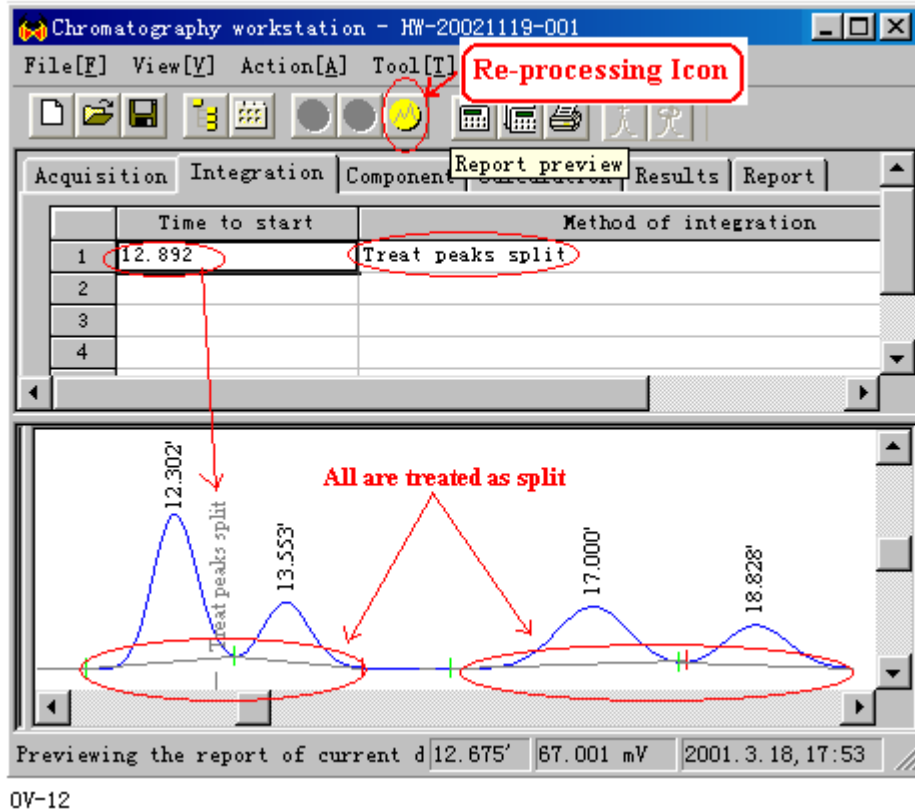 Chromatography workstation - HW-20021119-001
File[F] View[V] Action[A] Tool[T]
Re-processing Icon
Report preview
Acquisition Integration Component Results Report
Time to start Method of integration
1 12.892 Treat peaks split
2
3
4
12.302'
Treat peaks split
13.553'
All are treated as split
17.000'
18.828'
Previewing the report of current d 12.675' 67.001 mV 2001.3.18,17:53
OV-12